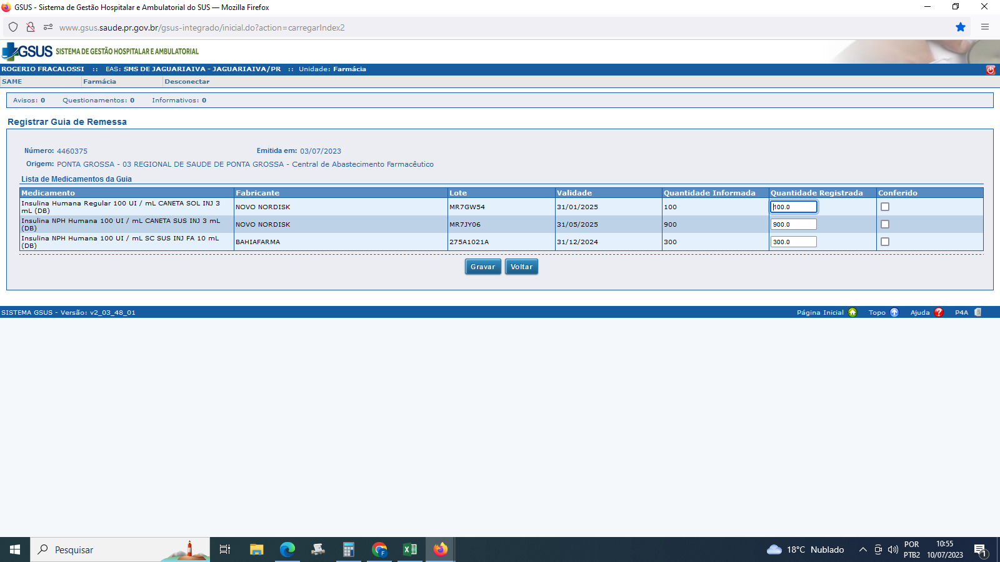 GSUS - Sistema de Gestão Hospitalar e Ambulatorial do SUS — Mozilla Firefox
www.gsus.saude.pr.gov.br/gsus-integrado/inicial.do?action=carregarIndex2
GSUS SISTEMA DE GESTÃO HOSPITALAR E AMBULATORIAL
ROGERIO FRACALOSSI :: EAS: SMS DE JAGUARIAIVA - JAGUARIAIVA/PR :: Unidade: Farmácia
SAME Farmácia Desconectar
Avisos: 0 Questionamentos: 0 Informativos: 0
Registrar Guia de Remessa
Número: 4460375 Emitida em: 03/07/2023
Origem: PONTA GROSSA - 03 REGIONAL DE SAUDE DE PONTA GROSSA - Central de Abastecimento Farmacêutico
Lista de Medicamentos da Guia
Medicamento Fabricante Lote Validade Quantidade Informada Quantidade Registrada Conferido
Insulina Humana Regular 100 UI / mL CANETA SOL INJ 3
mL (DB) NOVO NORDISK MR7GW54 31/01/2025 100 100.0
Insulina NPH Humana 100 UI / mL CANETA SUS INJ 3 mL
(DB) NOVO NORDISK MR7JY06 31/05/2025 900 900.0
Insulina NPH Humana 100 UI / mL SC SUS INJ FA 10 mL
(DB) BAHIAFARMA 275A1021A 31/12/2024 300 300.0
Gravar Voltar
SISTEMA GSUS - Versão: v2_03_48_01 Página Inicial Topo Ajuda P4A
Pesquisar 18°C Nublado POR 10:55
PTB2 10/07/2023 1